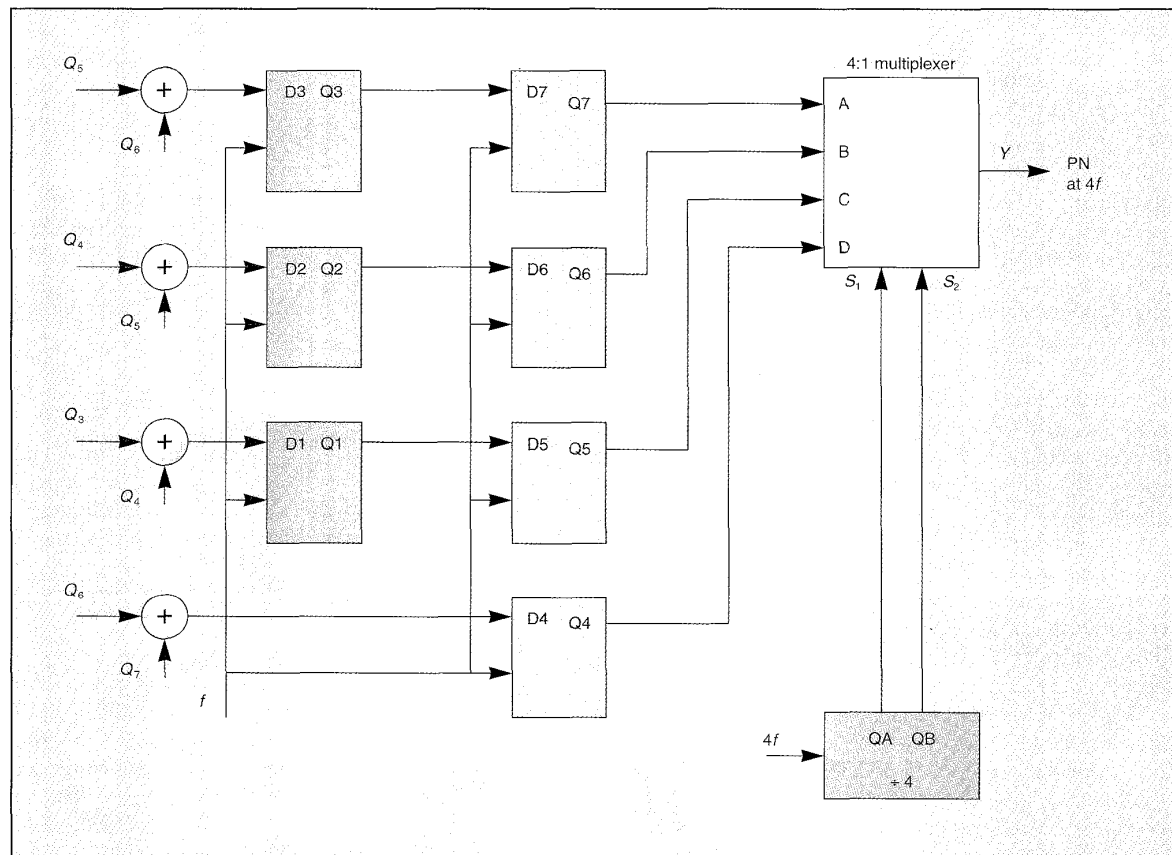 4:1 multiplexer
Q5
+
Q6
D3 Q3
D7 Q7
A
B
C
D
Y
PN
at 4f
S1
S2
Q4
+
Q5
D2 Q2
D6 Q6
Q3
+
Q4
D1 Q1
D5 Q5
Q6
+
Q7
D4 Q4
f
4f
QA QB
÷ 4